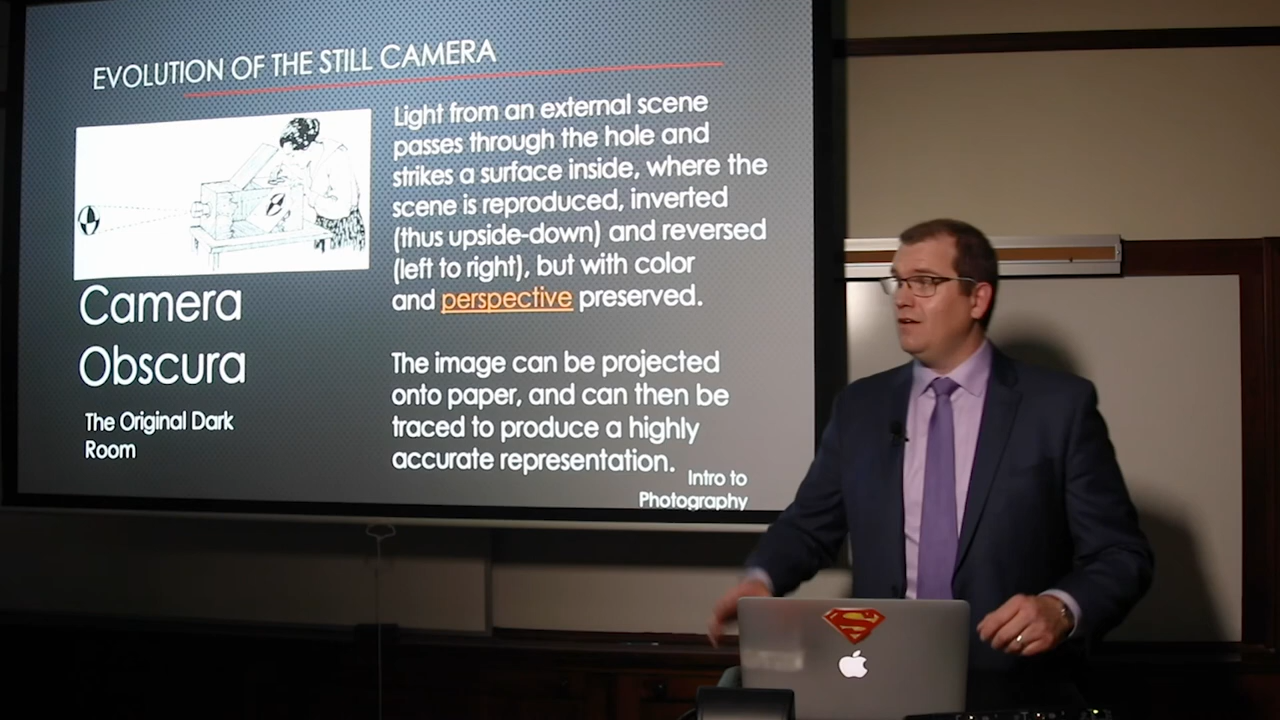 EVOLUTION OF THE STILL CAMERA
Light from an external scene
passes through the hole and
strikes a surface inside, where the
scene is reproduced, inverted
(thus upside-down) and reversed
(left to right), but with color
and perspective preserved.
The image can be projected
onto paper, and can then be
traced to produce a highly
accurate representation.
Camera
Obscura
The Original Dark
Room
Intro to
Photography
S